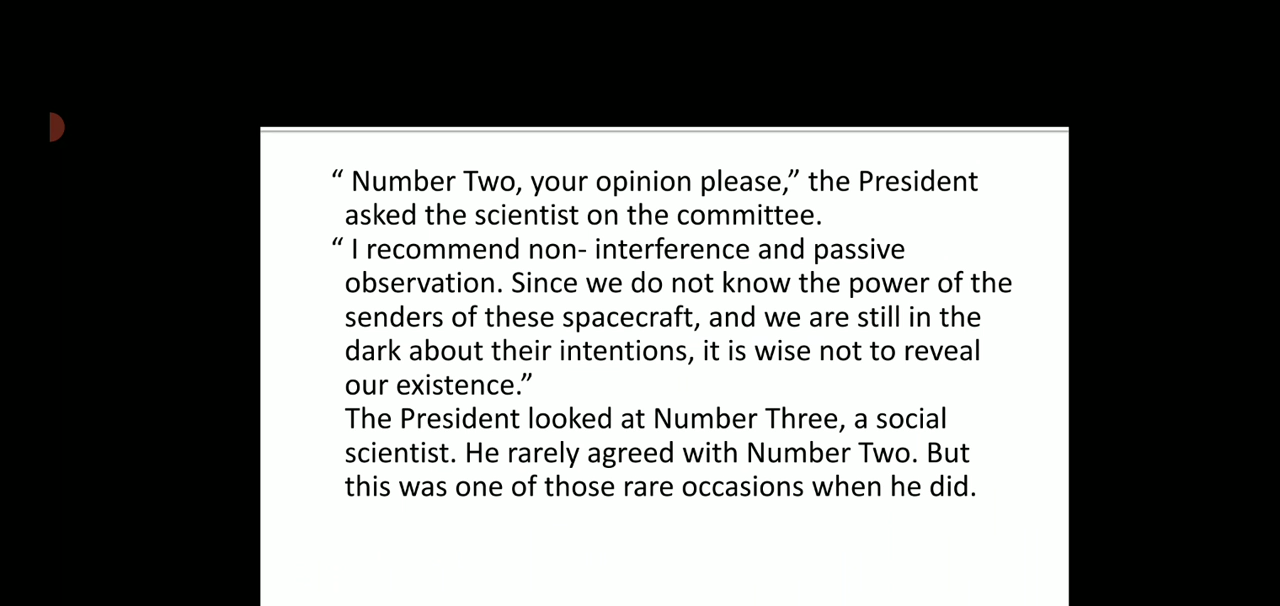 “ Number Two, your opinion please,” the President
asked the scientist on the committee.
“ I recommend non- interference and passive
observation. Since we do not know the power of the
senders of these spacecraft, and we are still in the
dark about their intentions, it is wise not to reveal
our existence.”
The President looked at Number Three, a social
scientist. He rarely agreed with Number Two. But
this was one of those rare occasions when he did.